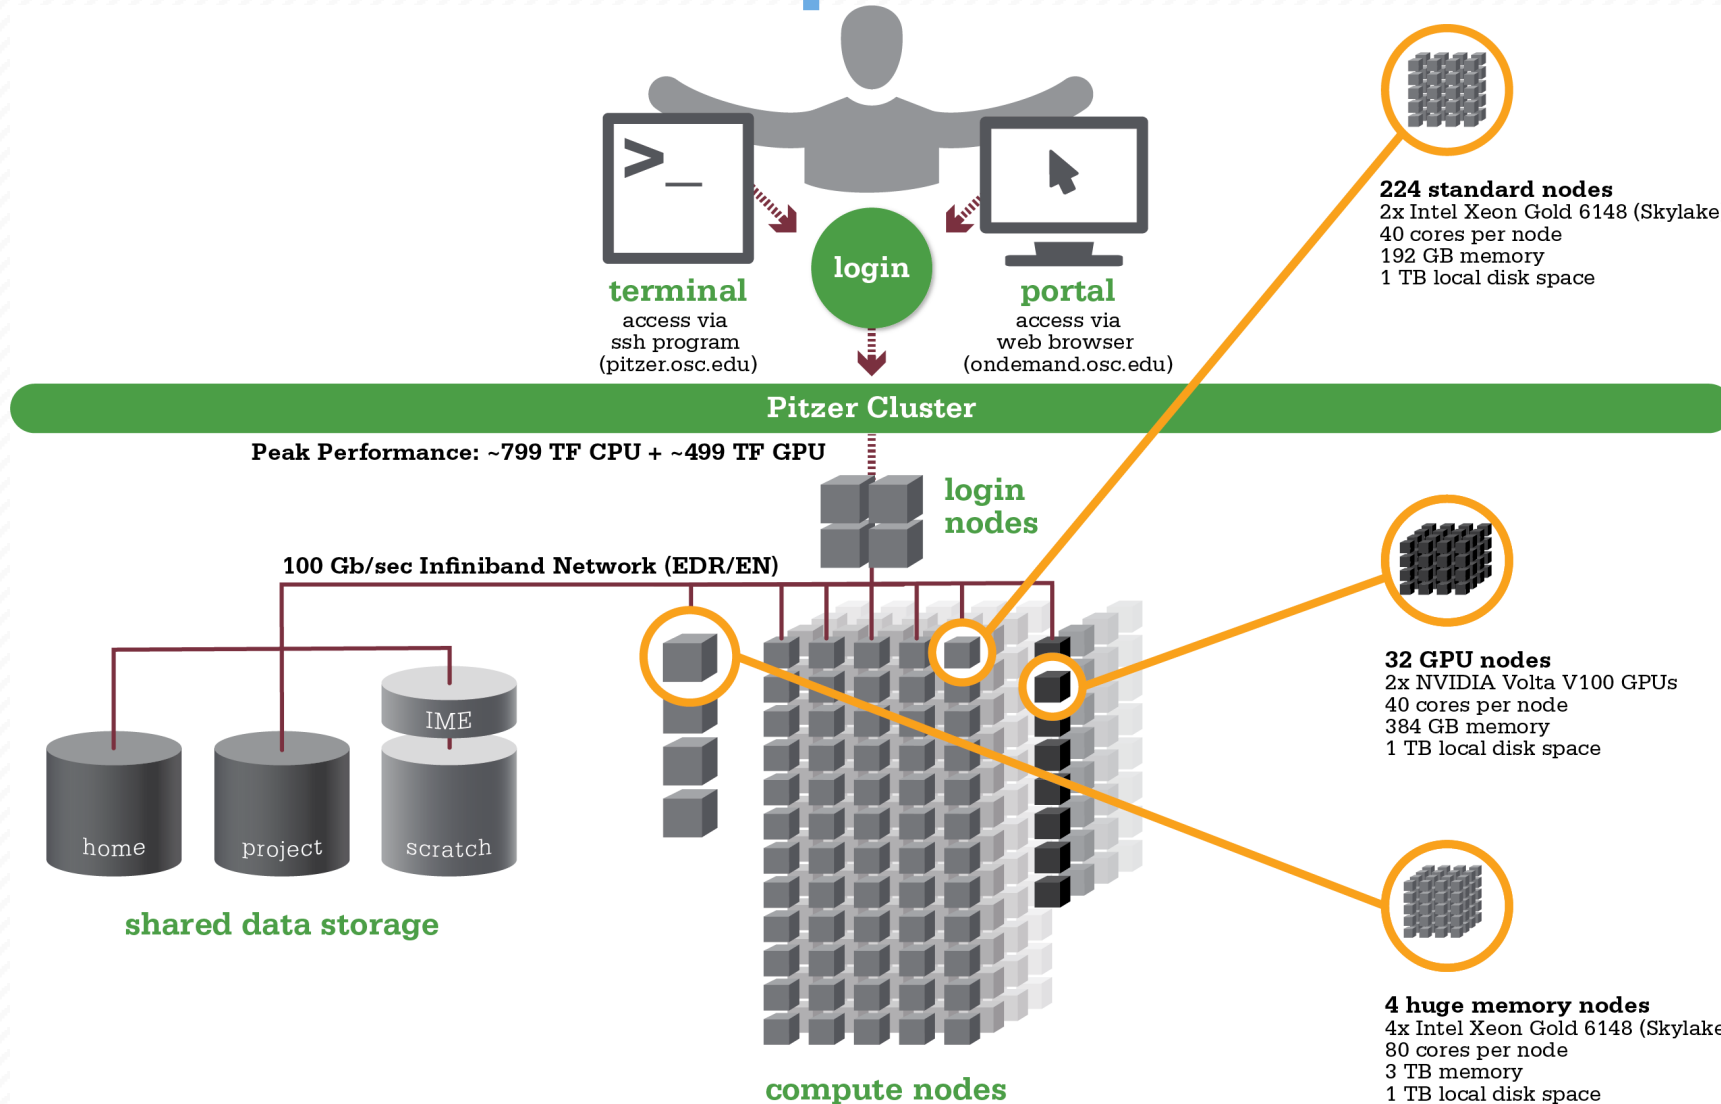 >_
login
terminal
access via
ssh program
(pitzer.osc.edu)
portal
access via
web browser
(ondemand.osc.edu)
224 standard nodes
2x Intel Xeon Gold 6148 (Skylake
40 cores per node
192 GB memory
1 TB local disk space
Pitzer Cluster
Peak Performance: ~799 TF CPU + ~499 TF GPU
login
nodes
100 Gb/sec Infiniband Network (EDR/EN)
32 GPU nodes
2x NVIDIA Volta V100 GPUs
40 cores per node
384 GB memory
1 TB local disk space
IME
home
project
scratch
shared data storage
4 huge memory nodes
4x Intel Xeon Gold 6148 (Skylake
80 cores per node
3 TB memory
1 TB local disk space
compute nodes